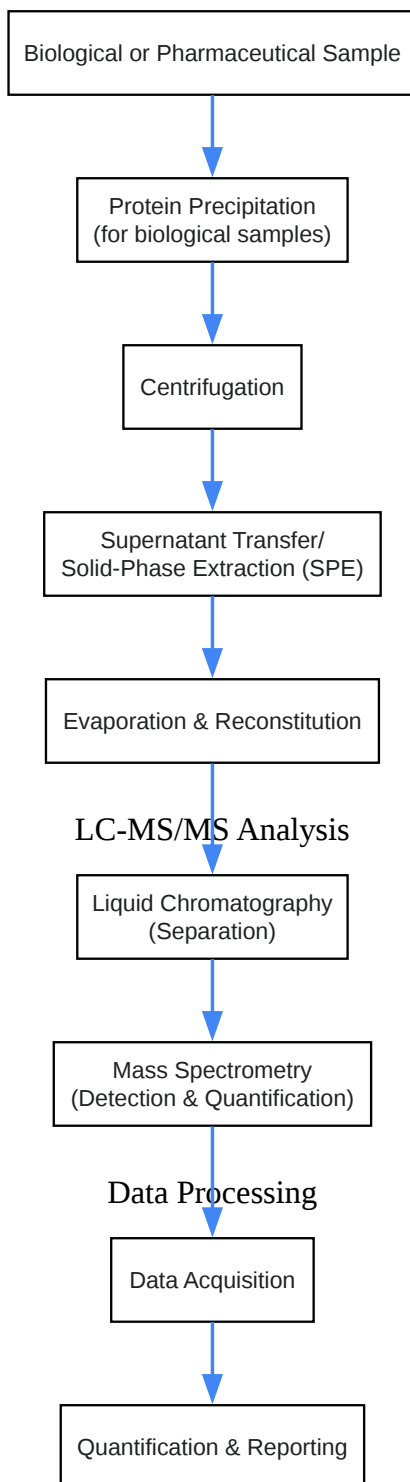 Biological or Pharmaceutical Sample
Protein Precipitation
(for biological samples)
Centrifugation
Supernatant Transfer/
Solid-Phase Extraction (SPE)
Evaporation & Reconstitution
LC-MS/MS Analysis
Liquid Chromatography
(Separation)
Mass Spectrometry
(Detection & Quantification)
Data Processing
Data Acquisition
Quantification & Reporting